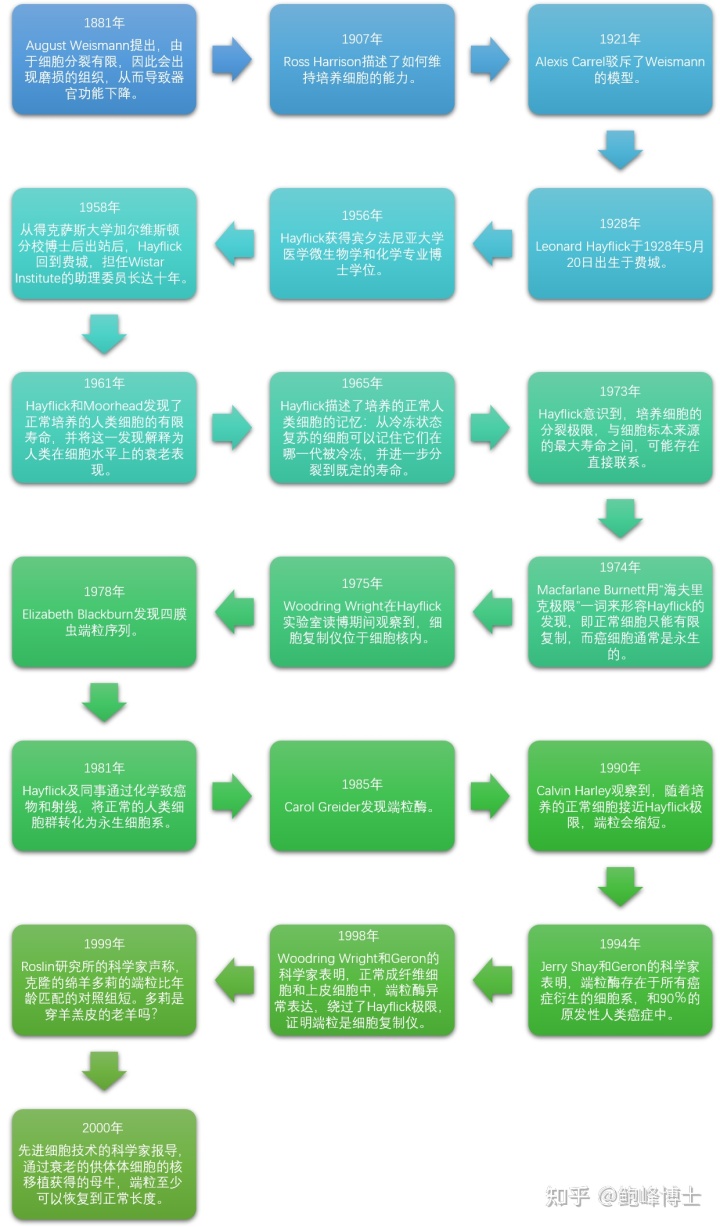 1881年
August Weismann提出，由
于细胞分裂有限，因此会出
现磨损的组织，从而导致器
官功能下降。
1907年
Ross Harrison描述了如何维
持培养细胞的能力。
1921年
Alexis Carrel驳斥了Weismann
的模型。
1928年
Leonard Hayflick于1928年5月
20日出生于费城。
1956年
Hayflick获得宾夕法尼亚大学
医学微生物学和化学专业博
士学位。
1958年
从得克萨斯大学加尔维斯顿
分校博士后出站后，Hayflick
回到费城，担任Wistar
Institute的助理委员长达十年。
1961年
Hayflick和Moorhead发现了
正常培养的人类细胞的有限
寿命，并将这一发现解释为
人类在细胞水平上的衰老表
现。
1965年
Hayflick描述了培养的正常人
类细胞的记忆：从冷冻状态
复苏的细胞可以记住它们在
哪一代被冷冻，并进一步分
裂到既定的寿命。
1973年
Hayflick意识到，培养细胞的
分裂极限，与细胞标本来源
的最大寿命之间，可能存在
直接联系。
1974年
Macfarlane Burnett用“海夫里
克极限”一词来形容Hayflick的
发现，即正常细胞只能有限
复制，而癌细胞通常是永生
的。
1975年
Woodring Wright在Hayflick
实验室读博期间观察到，细
胞复制仪位于细胞核内。
1978年
Elizabeth Blackburn发现四膜
虫端粒序列。
1981年
Hayflick及同事通过化学致癌
物和射线，将正常的人类细
胞群转化为永生细胞系。
1985年
Carol Greider发现端粒酶。
1990年
Calvin Harley观察到，随着培
养的正常细胞接近Hayflick极
限，端粒会缩短。
1994年
Jerry Shay和Geron的科学家
表明，端粒酶存在于所有癌
症衍生的细胞系，和90%的
原发性人类癌症中。
1998年
Woodring Wright和Geron的
科学家表明，正常成纤维细
胞和上皮细胞中，端粒酶异
常表达，绕过了Hayflick极限，
证明端粒是细胞复制仪。
1999年
Roslin研究所的科学家声称，
克隆的绵羊多莉的端粒比年
龄匹配的对照组短。多莉是
穿羊羔皮的老羊吗？
2000年
先进细胞技术的科学家报导，
通过衰老的供体体细胞的核
移植获得的母牛，端粒至少
可以恢复到正常长度。
知乎 @鲍峰博士